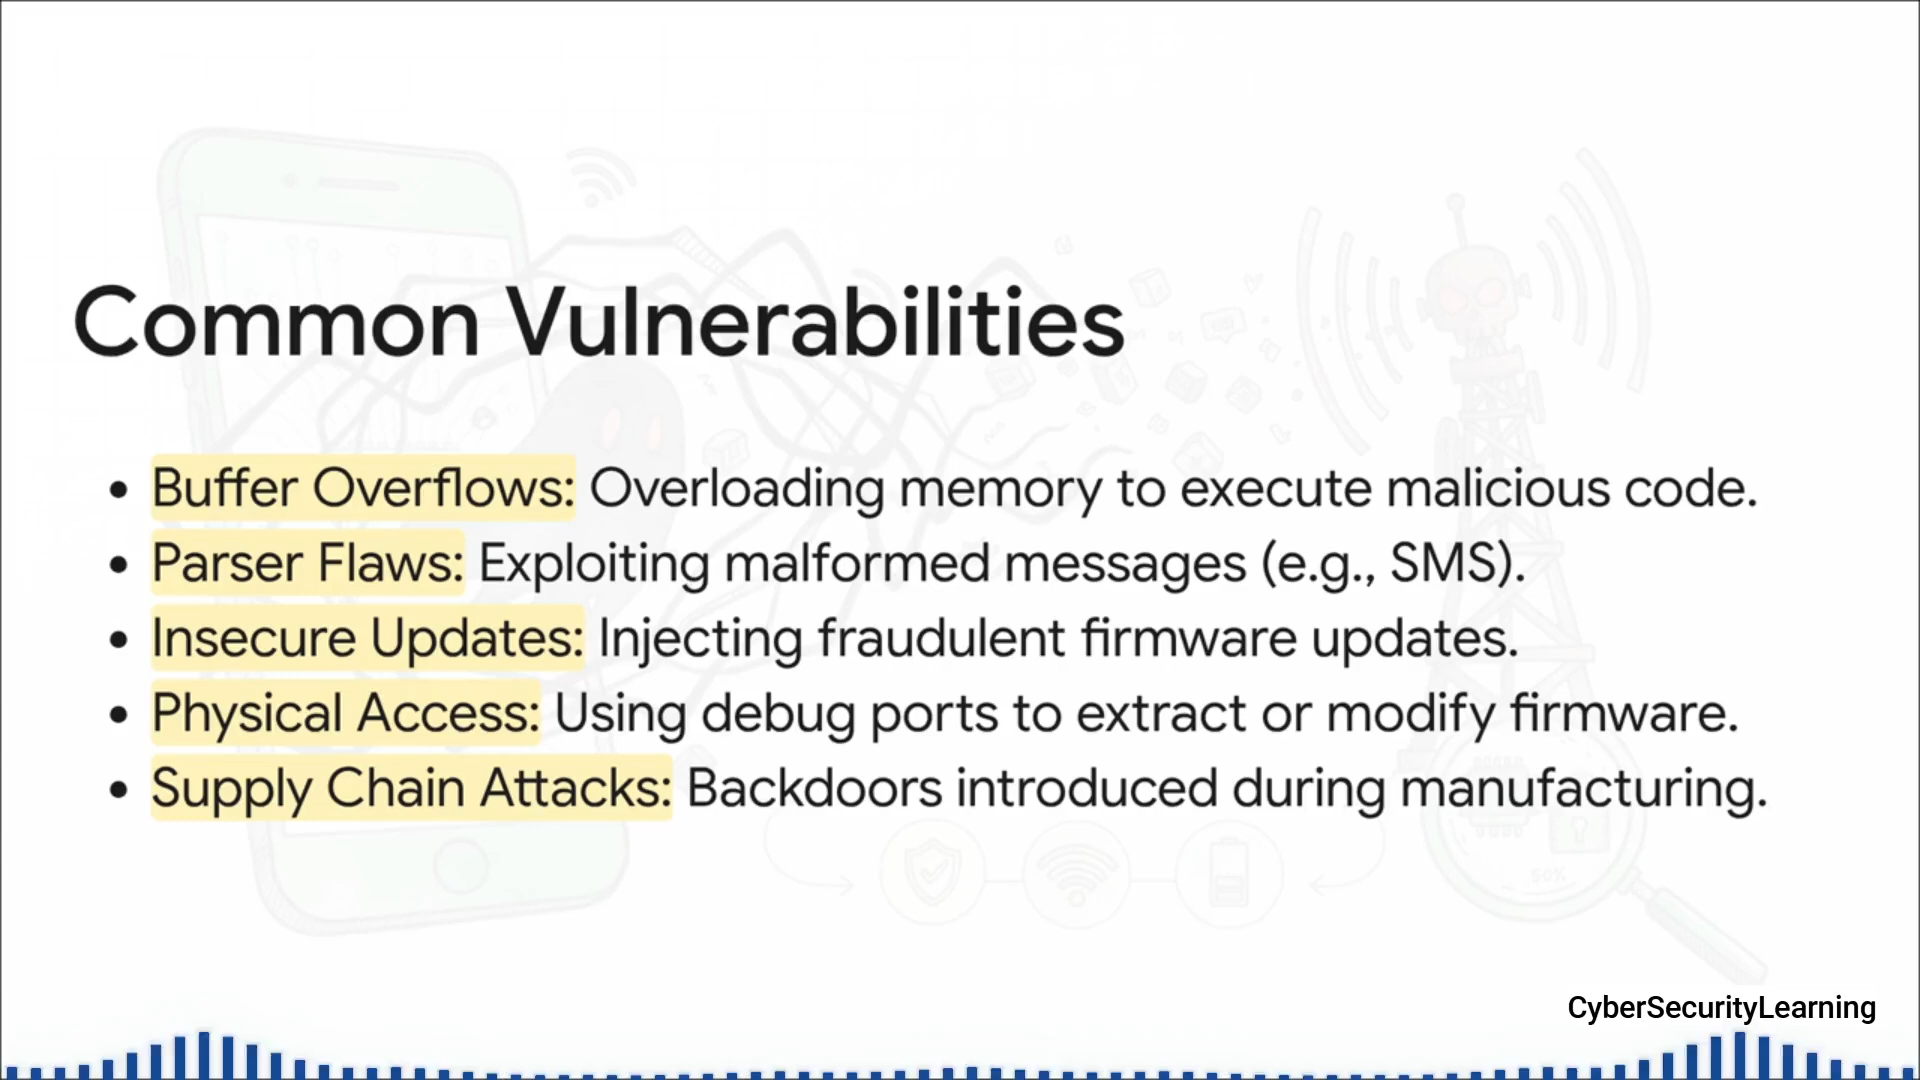 Common Vulnerabilities
• Buffer Overflows: Overloading memory to execute malicious code.
• Parser Flaws: Exploiting malformed messages (e.g., SMS).
• Insecure Updates: Injecting fraudulent firmware updates.
• Physical Access: Using debug ports to extract or modify firmware.
• Supply Chain Attacks: Backdoors introduced during manufacturing.
50%
CyberSecurityLearning